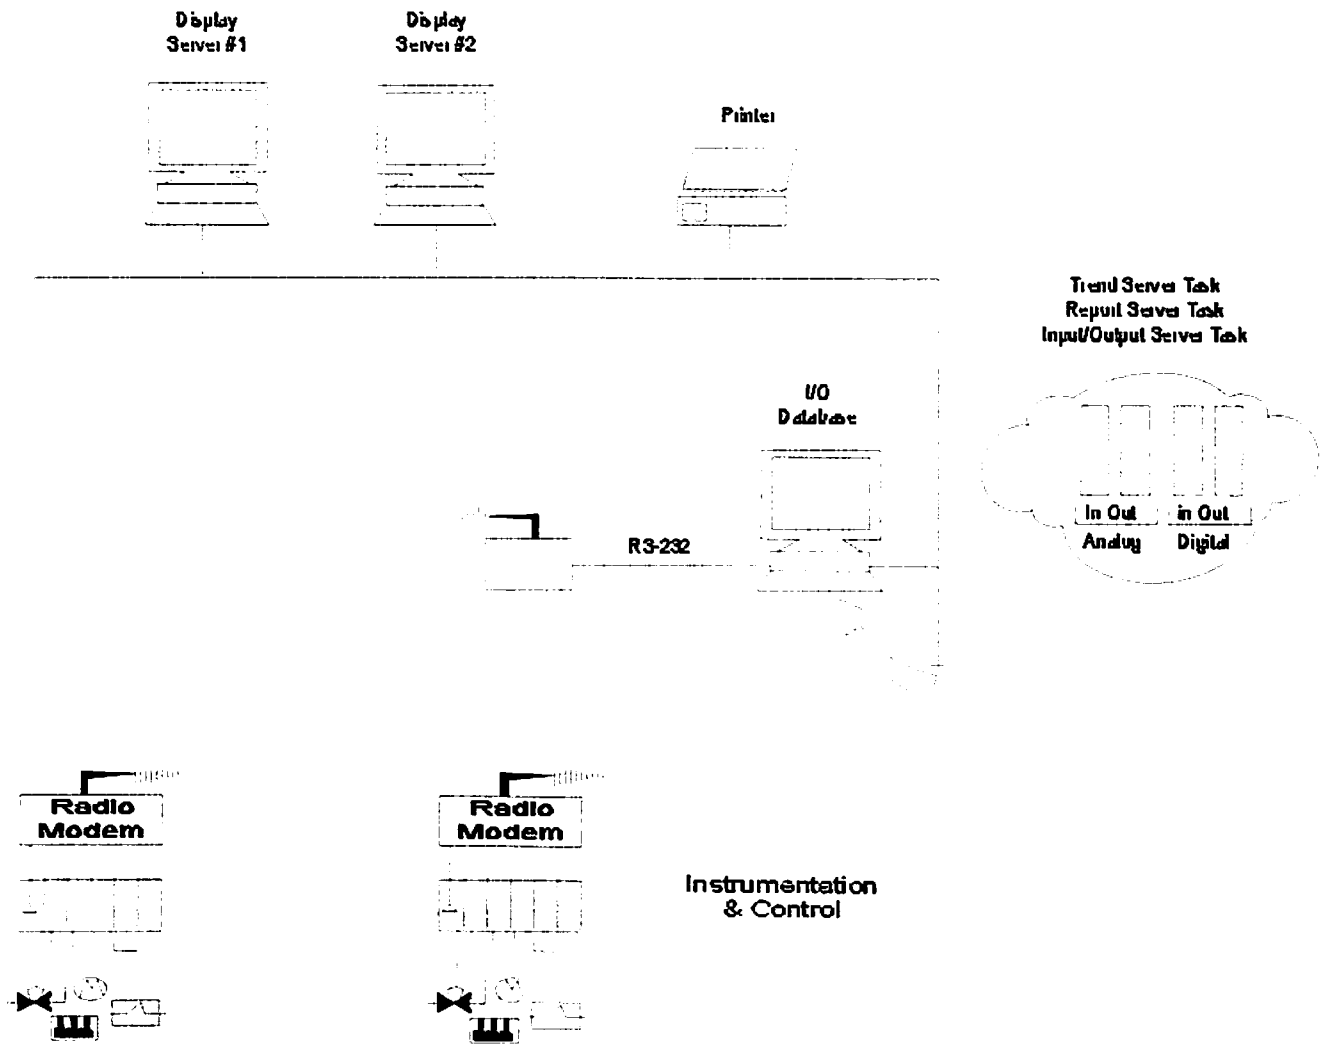 Display
Server #1
Display
Server #2
Printer
Trend Server Task
Report Server Task
Input/Output Server Task
I/O
Database
In Out
in Out
Analog
Digital
RS-232
Radio
Modem
Radio
Modem
Instrumentation
& Control